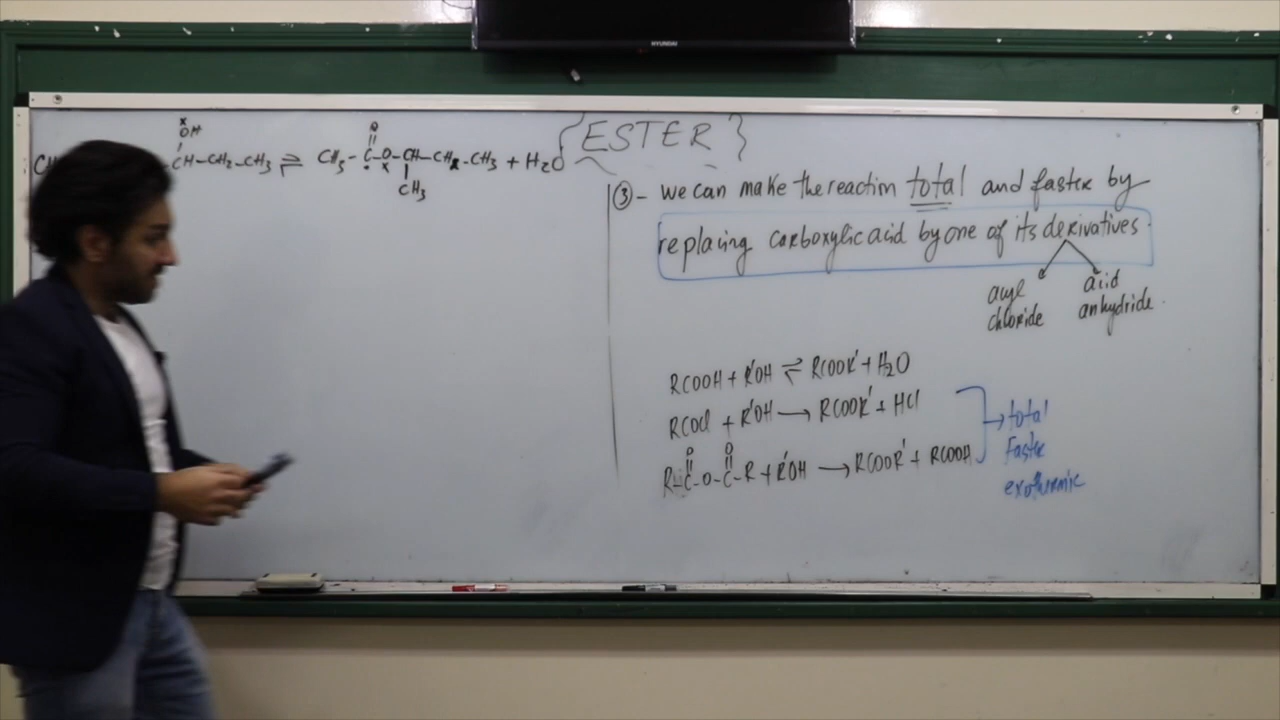 HYUNDAI
{ESTER}
O
x
OH
CH-CH2-CH3 ⇌ CH3-C-O-CH-CH2-CH3 + H2O
x
CH3
③- we can make the reaction total and faster by
replacing carboxylic acid by one of its derivatives.
acyl chloride
acid anhydride.
RCOOH + R'OH ⇌ RCOOR' + H2O
RCOCl + R'OH → RCOOR' + HCl
O O
R-C-O-C-R + R'OH → RCOOR' + RCOOH
→ total
Faster
exothermic